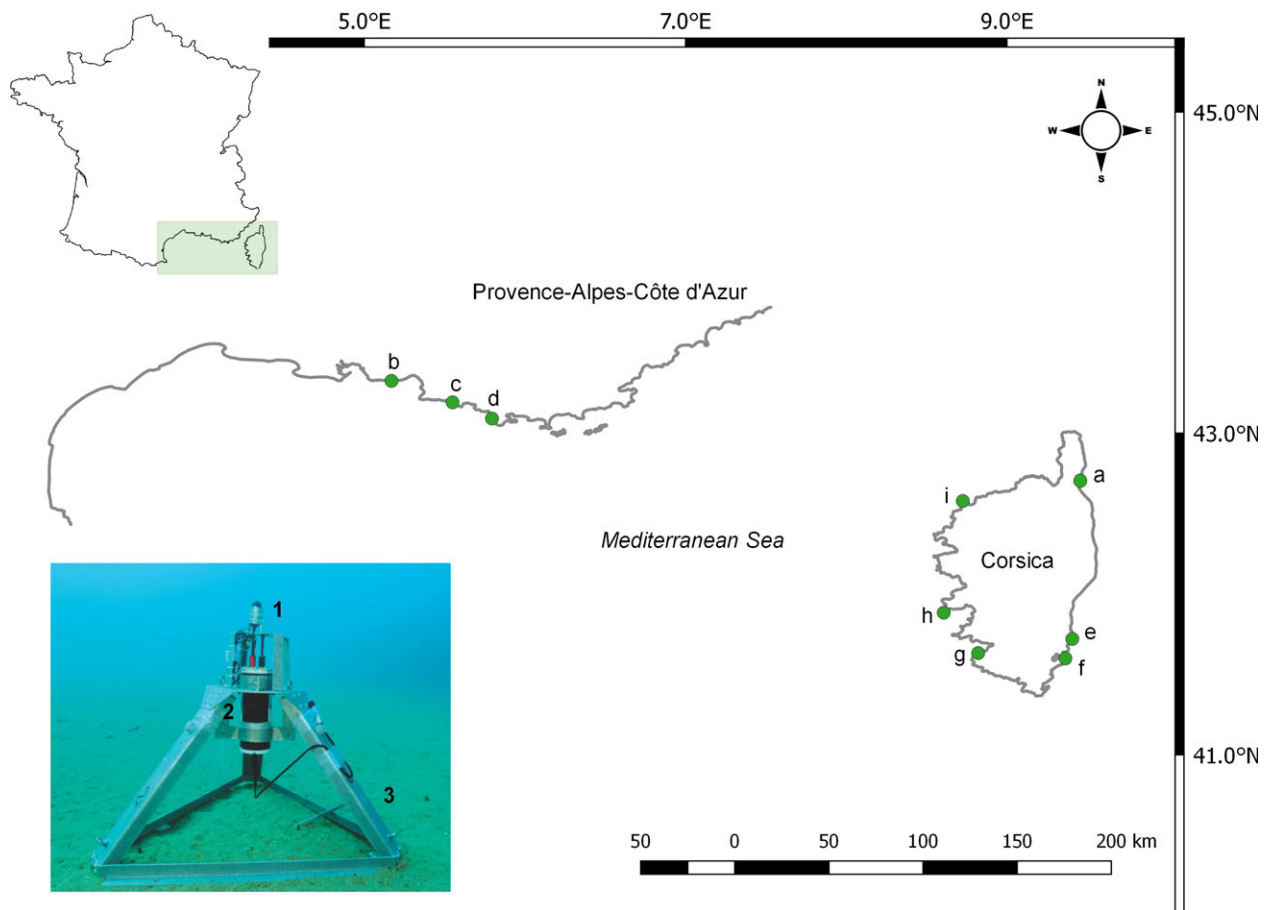 5.0°E 7.0°E 9.0°E
N
W E
S
45.0°N
Provence-Alpes-Côte d'Azur
b
c
d
43.0°N
a
i
Mediterranean Sea
Corsica
h
e
g
f
1
2
3
41.0°N
50 0 50 100 150 200 km